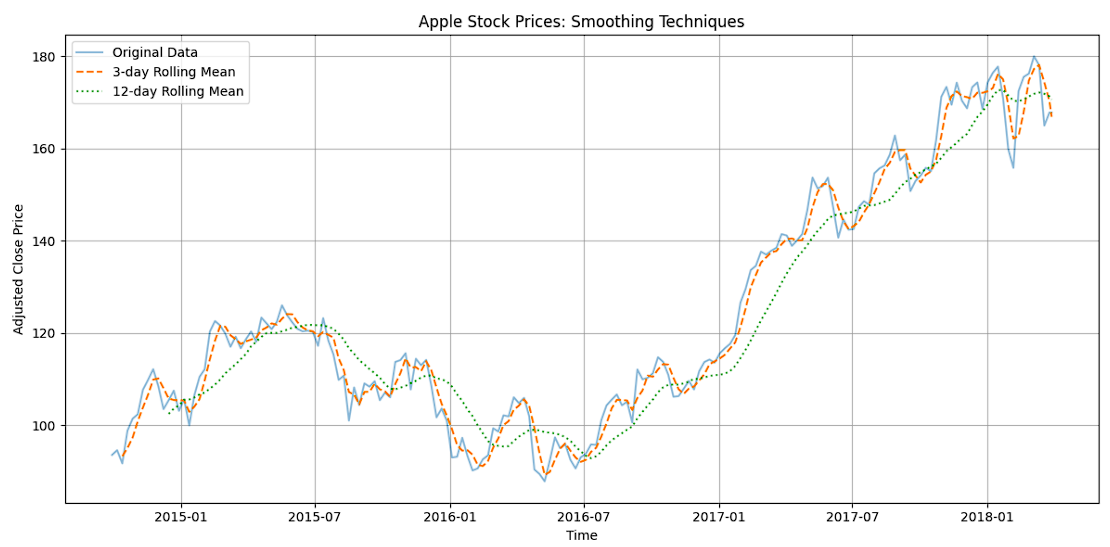 Apple Stock Prices: Smoothing Techniques
Original Data
3-day Rolling Mean
12-day Rolling Mean
180
160
140
120
100
Adjusted Close Price
2015-01 2015-07 2016-01 2016-07 2017-01 2017-07 2018-01
Time